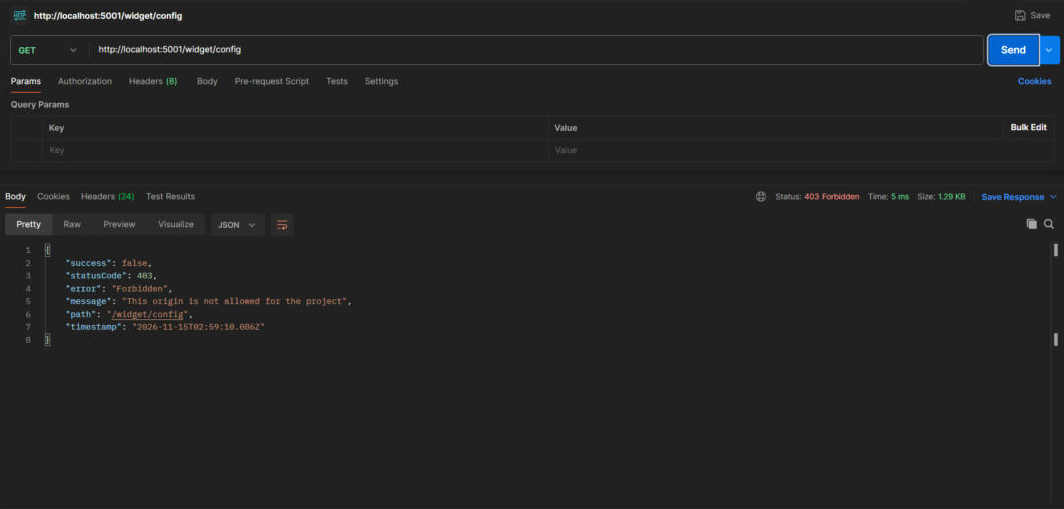 HTTP http://localhost:5001/widget/config Save
GET http://localhost:5001/widget/config Send
Params Authorization Headers (8) Body Pre-request Script Tests Settings Cookies
Query Params
Key Value Bulk Edit
Key Value
Body Cookies Headers (24) Test Results Status: 403 Forbidden Time: 5 ms Size: 1.29 KB Save Response
Pretty Raw Preview Visualize JSON
1 {
2 "success": false,
3 "statusCode": 403,
4 "error": "Forbidden",
5 "message": "This origin is not allowed for the project",
6 "path": "/widget/config",
7 "timestamp": "2026-11-15T02:59:10.006Z"
8 }